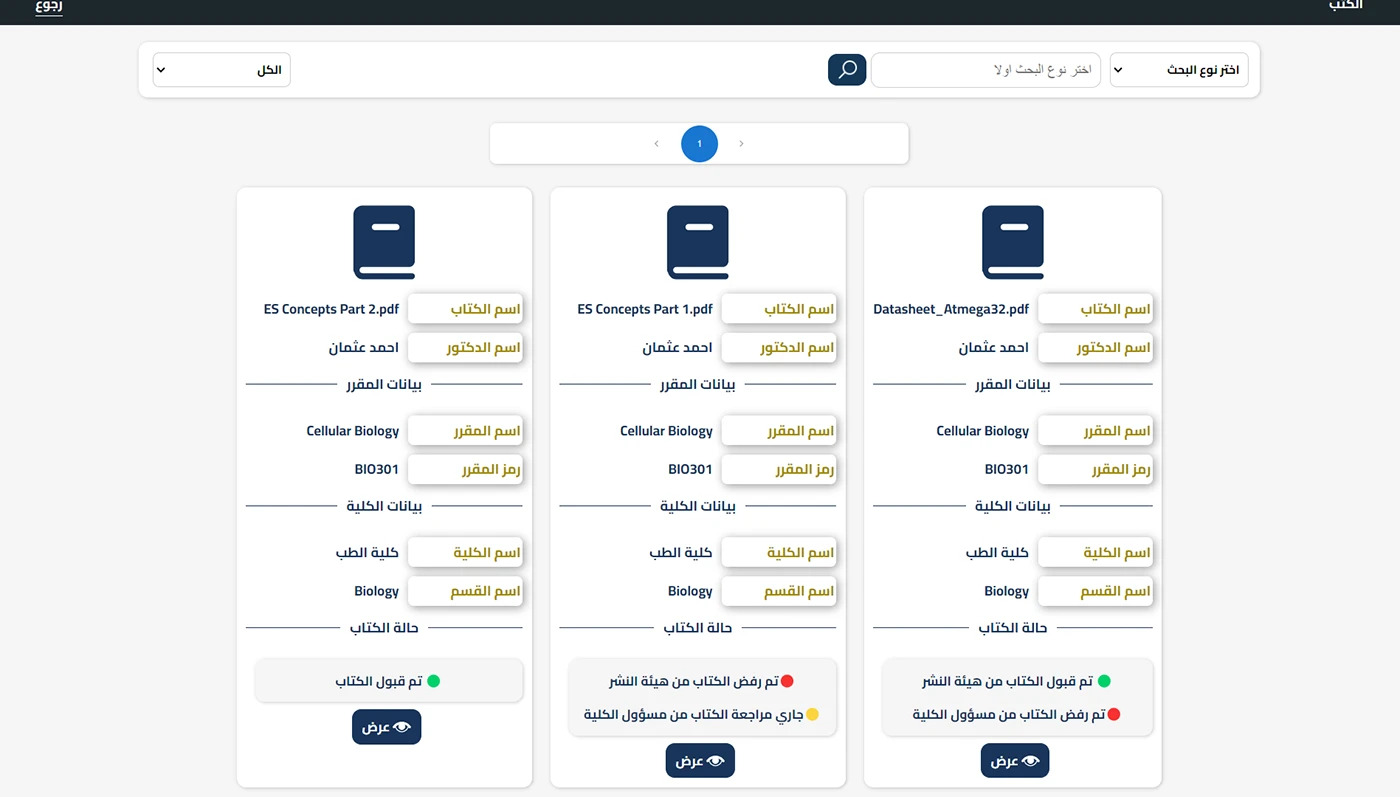 الكتب
رجوع
اختر نوع البحث
اختر نوع البحث اولا
الكل
1
اسم الكتاب Datasheet_Atmega32.pdf
اسم الدكتور احمد عثمان
بيانات المقرر
اسم المقرر Cellular Biology
رمز المقرر BIO301
بيانات الكلية
اسم الكلية كلية الطب
اسم القسم Biology
حالة الكتاب
تم قبول الكتاب من هيئة النشر
تم رفض الكتاب من مسؤول الكلية
عرض
اسم الكتاب ES Concepts Part 1.pdf
اسم الدكتور احمد عثمان
بيانات المقرر
اسم المقرر Cellular Biology
رمز المقرر BIO301
بيانات الكلية
اسم الكلية كلية الطب
اسم القسم Biology
حالة الكتاب
تم رفض الكتاب من هيئة النشر
جاري مراجعة الكتاب من مسؤول الكلية
عرض
اسم الكتاب ES Concepts Part 2.pdf
اسم الدكتور احمد عثمان
بيانات المقرر
اسم المقرر Cellular Biology
رمز المقرر BIO301
بيانات الكلية
اسم الكلية كلية الطب
اسم القسم Biology
حالة الكتاب
تم قبول الكتاب
عرض